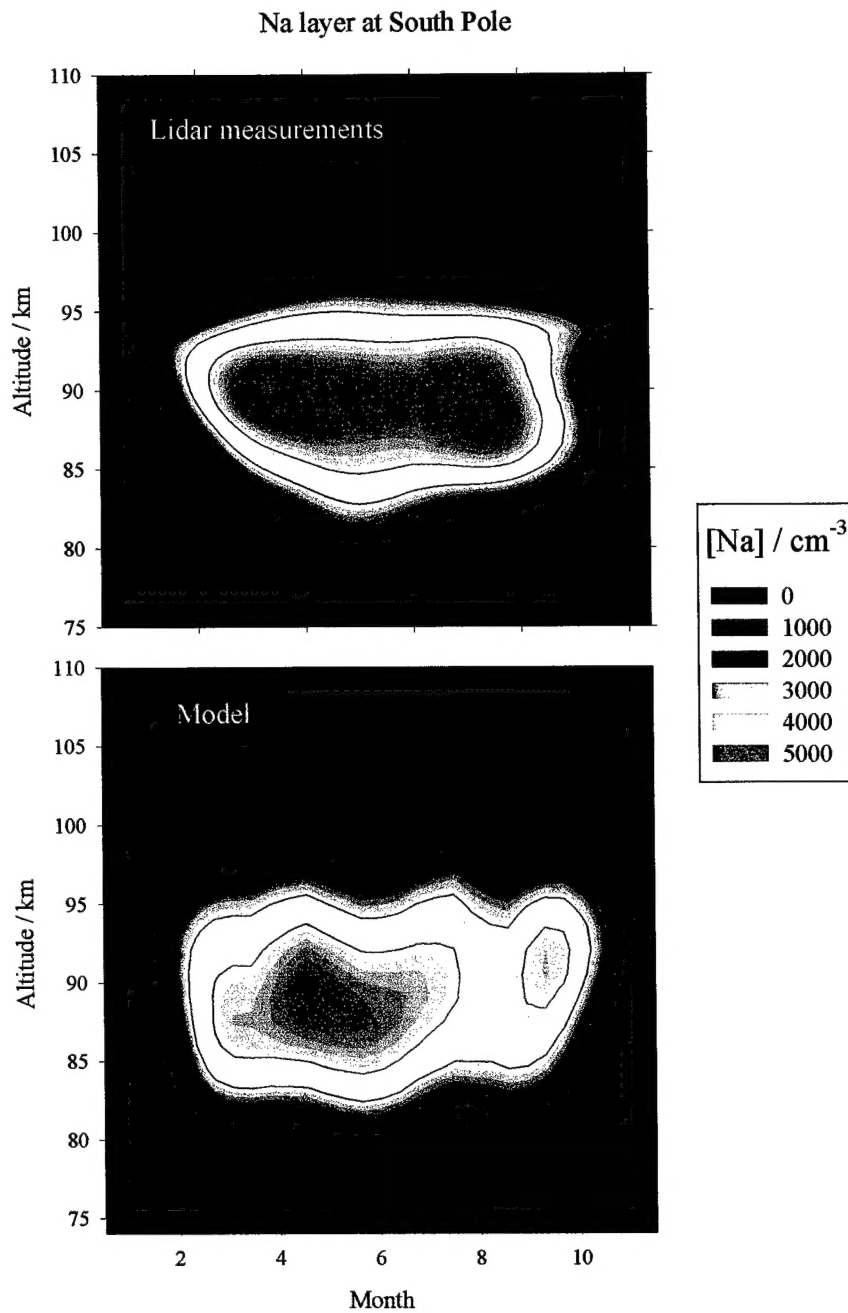 Na layer at South Pole
110
Lidar measurements
105
100
95
90
85
80
75
Altitude / km
[Na] / cm-3
0
1000
2000
3000
4000
5000
110
Model
105
100
95
90
85
80
75
Altitude / km
2 4 6 8 10
Month